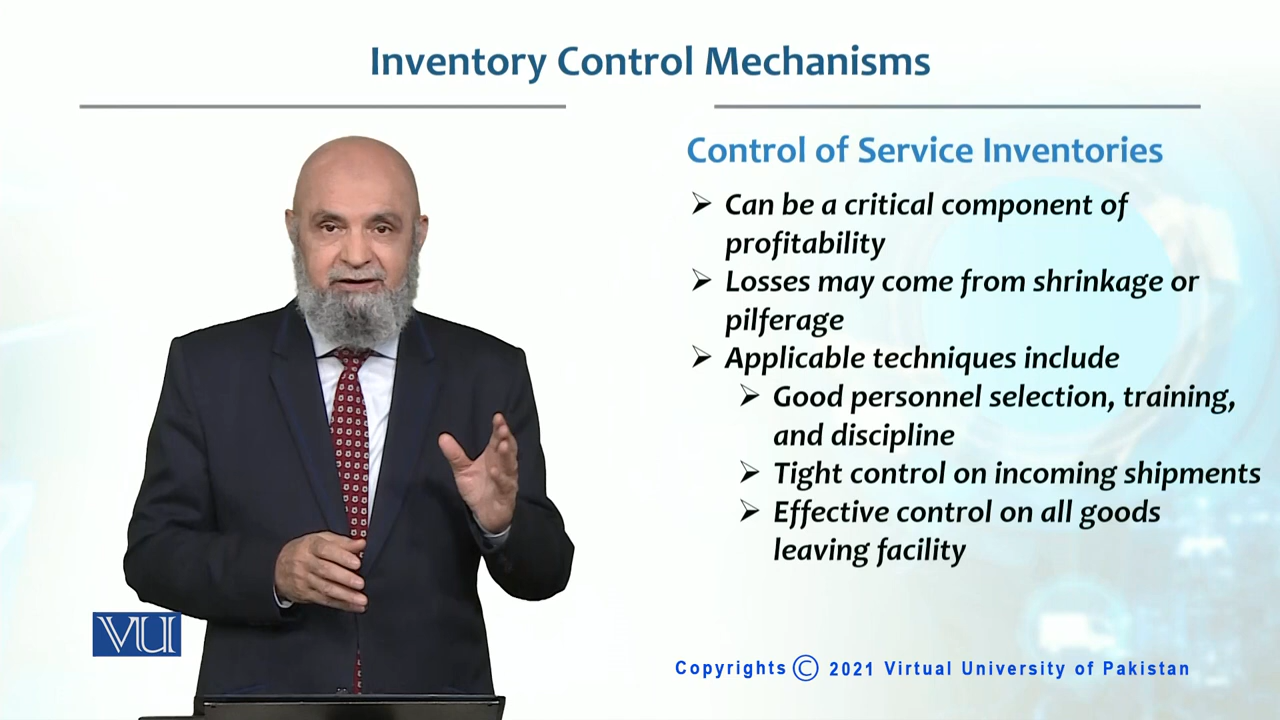 Inventory Control Mechanisms
Control of Service Inventories
➢ Can be a critical component of
profitability
➢ Losses may come from shrinkage or
pilferage
➢ Applicable techniques include
➢ Good personnel selection, training,
and discipline
➢ Tight control on incoming shipments
➢ Effective control on all goods
leaving facility
VU
Copyrights © 2021 Virtual University of Pakistan